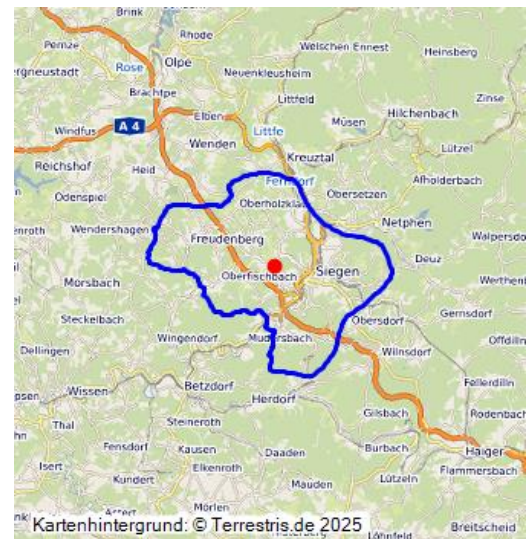 Brink
Rhode
Pernze
Olpe
Welschen Ennest
Heinsberg
ergneustadt
Rose
Neuenkleusheim
Brachtpe
Littfeld
Zinse
Elben
Hilchenbach
Windfus
A 4
Littfe
Müsen
Wenden
Lützel
Kreuztal
Reichshof
Heid
Afholderbach
Ferndorf
Odenspiel
Obersetzen
Oberholzklau
Netphen
enroth
Wendershagen
Walpersdo
Freudenberg
Deuz
Siegen
Oberfischbach
Werthenb
Morsbach
Gernsdorf
Steckelbach
Obersdorf
Offdilln
Wingendorf
Mudersbach
Dellingen
Wilnsdorf
Betzdorf
Wissen
Fellerdilln
psen
Herdorf
Steineroth
Gilsbach
Rodenbach
Thal
Fensdorf
Kausen
Daaden
Burbach
Haiger
Isert
Elkenroth
Flammersbach
Kundert
Mauden
Lützeln
Mörlen
Breitscheid
Kartenhintergrund: © Terrestris.de 2025